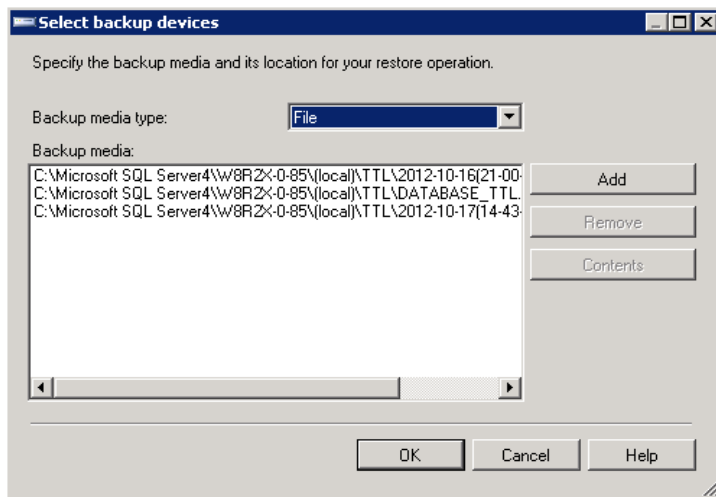 Select backup devices
Specify the backup media and its location for your restore operation.
Backup media type:
File
Backup media:
C:\Microsoft SQL Server4\W8R2X-0-85\(local)\TTL\2012-10-16(21-00-
C:\Microsoft SQL Server4\W8R2X-0-85\(local)\TTL\DATABASE_TTL.
C:\Microsoft SQL Server4\W8R2X-0-85\(local)\TTL\2012-10-17(14-43-
Add
Remove
Contents
OK
Cancel
Help